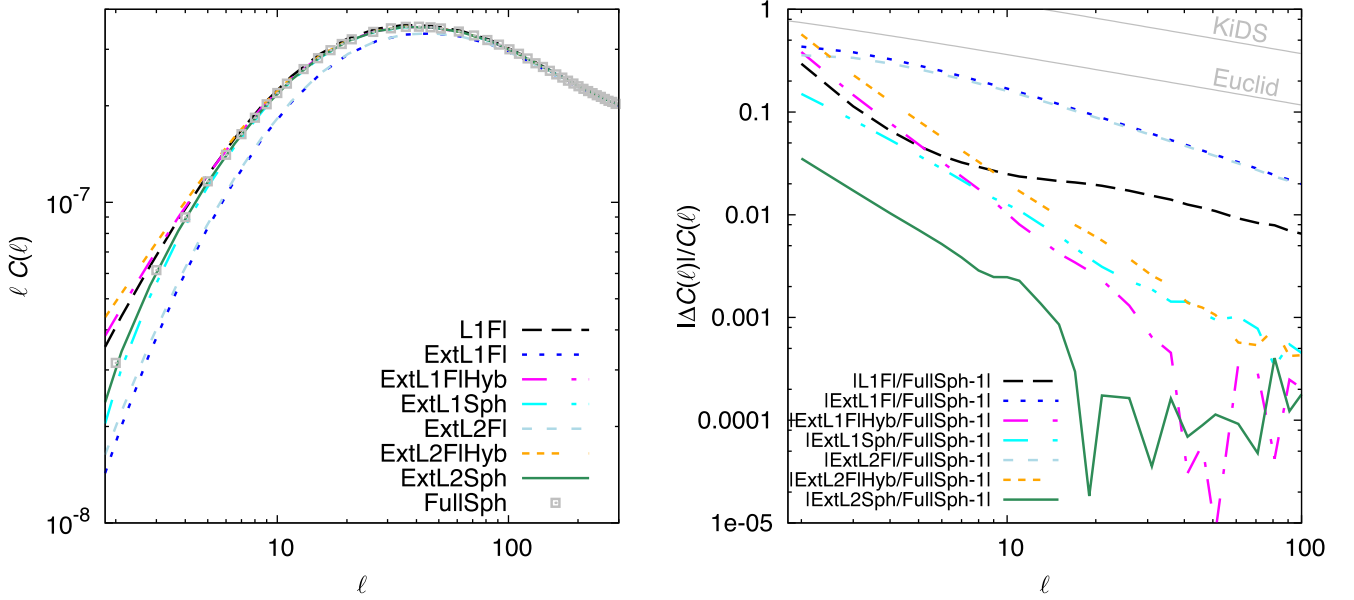 10⁻⁷
10⁻⁸
10
100
ℓ
ℓ C(ℓ)
L1Fl
ExtL1Fl
ExtL1FlHyb
ExtL1Sph
ExtL2Fl
ExtL2FlHyb
ExtL2Sph
FullSph
1
0.1
0.01
0.001
0.0001
1e-05
10
100
ℓ
|ΔC(ℓ)|/C(ℓ)
KiDS
Euclid
|L1Fl/FullSph-1|
|ExtL1Fl/FullSph-1|
|ExtL1FlHyb/FullSph-1|
|ExtL1Sph/FullSph-1|
|ExtL2Fl/FullSph-1|
|ExtL2FlHyb/FullSph-1|
|ExtL2Sph/FullSph-1|